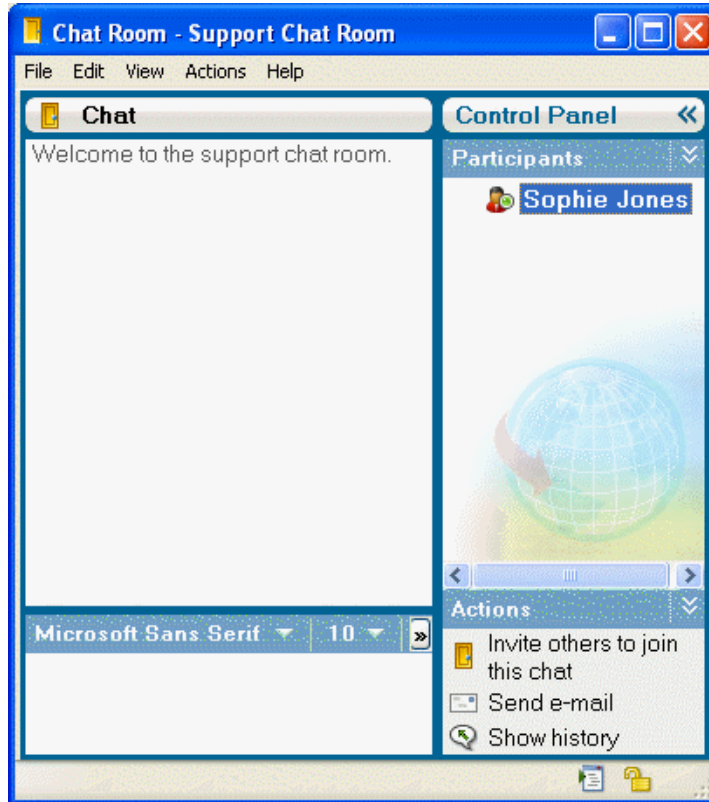 Chat Room - Support Chat Room
File Edit View Actions Help
Chat
Welcome to the support chat room.
Control Panel
Participants
Sophie Jones
Microsoft Sans Serif 10
Actions
Invite others to join
this chat
Send e-mail
Show history